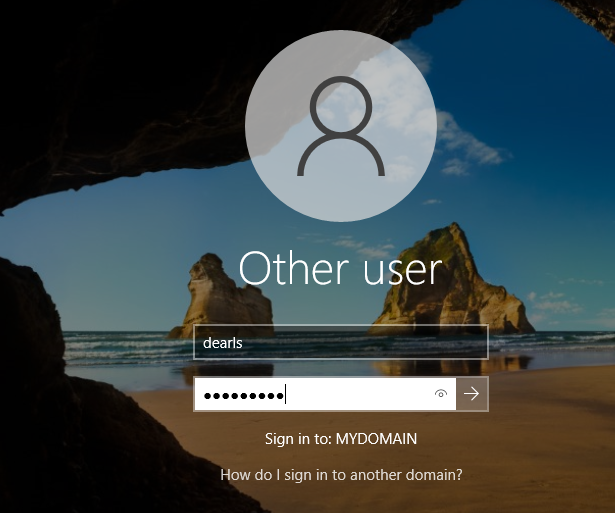 Other user
dearls
●●●●●●●●●
Sign in to: MYDOMAIN
How do I sign in to another domain?